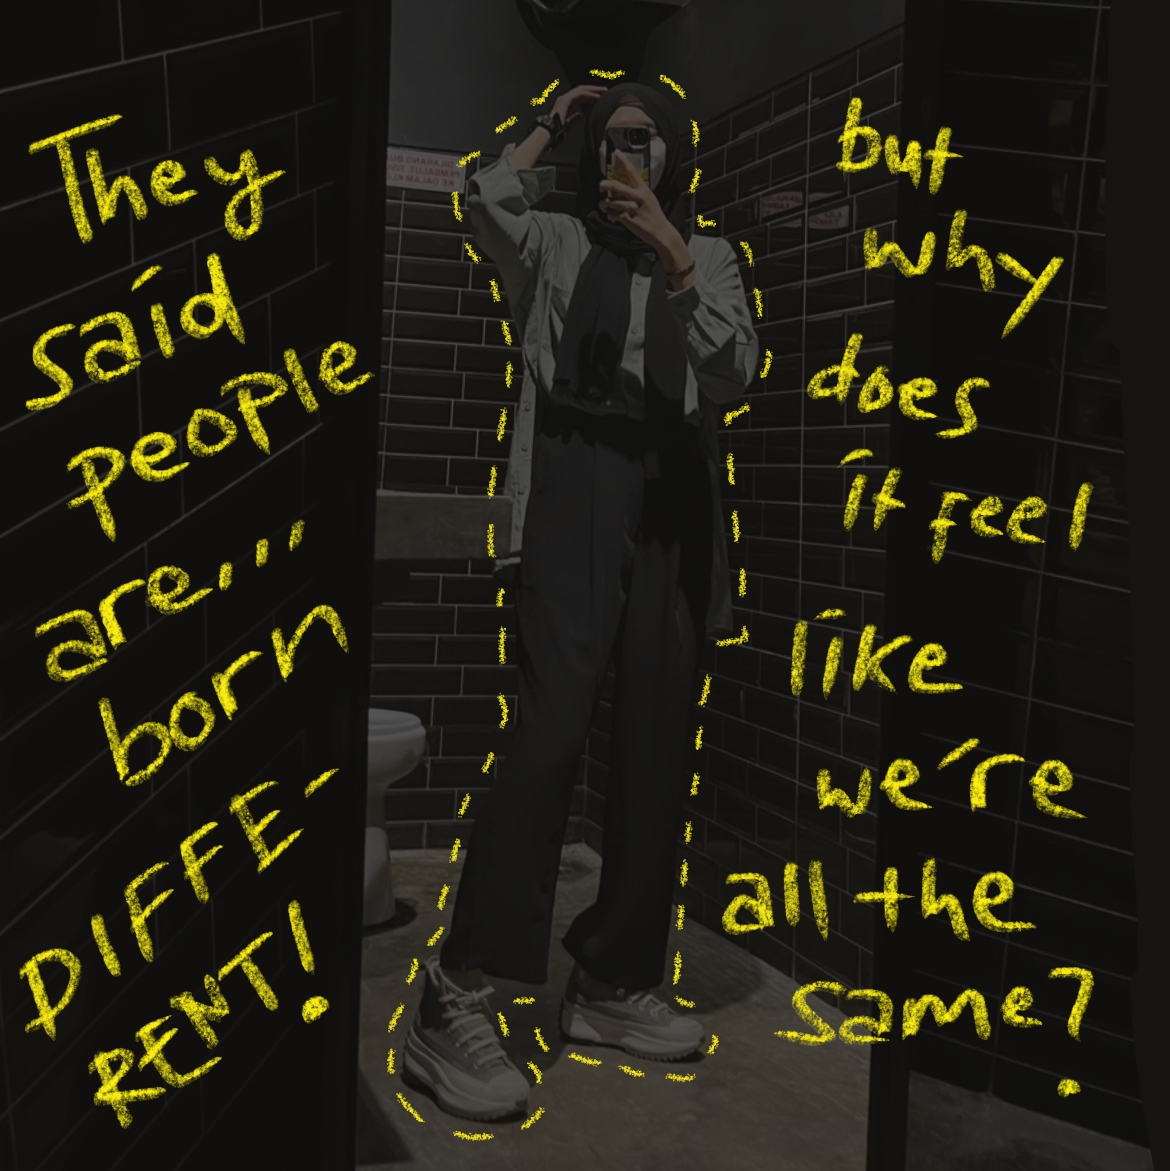 They
said
people
are...
born
DIFFE-
RENT!
but
why
does
it feel
like
we're
all the
same?